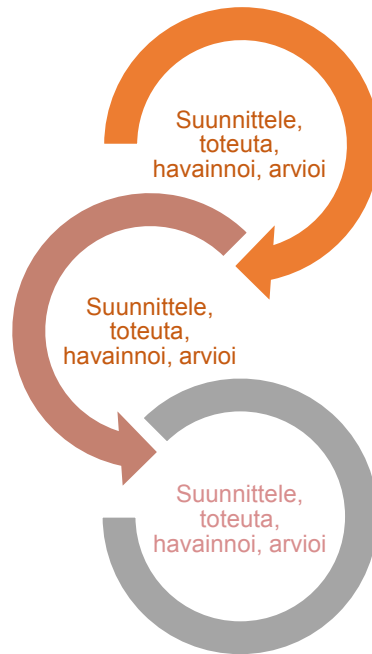 Suunnittele,
toteuta,
havainnoi, arvioi
Suunnittele,
toteuta,
havainnoi, arvioi
Suunnittele,
toteuta,
havainnoi, arvioi